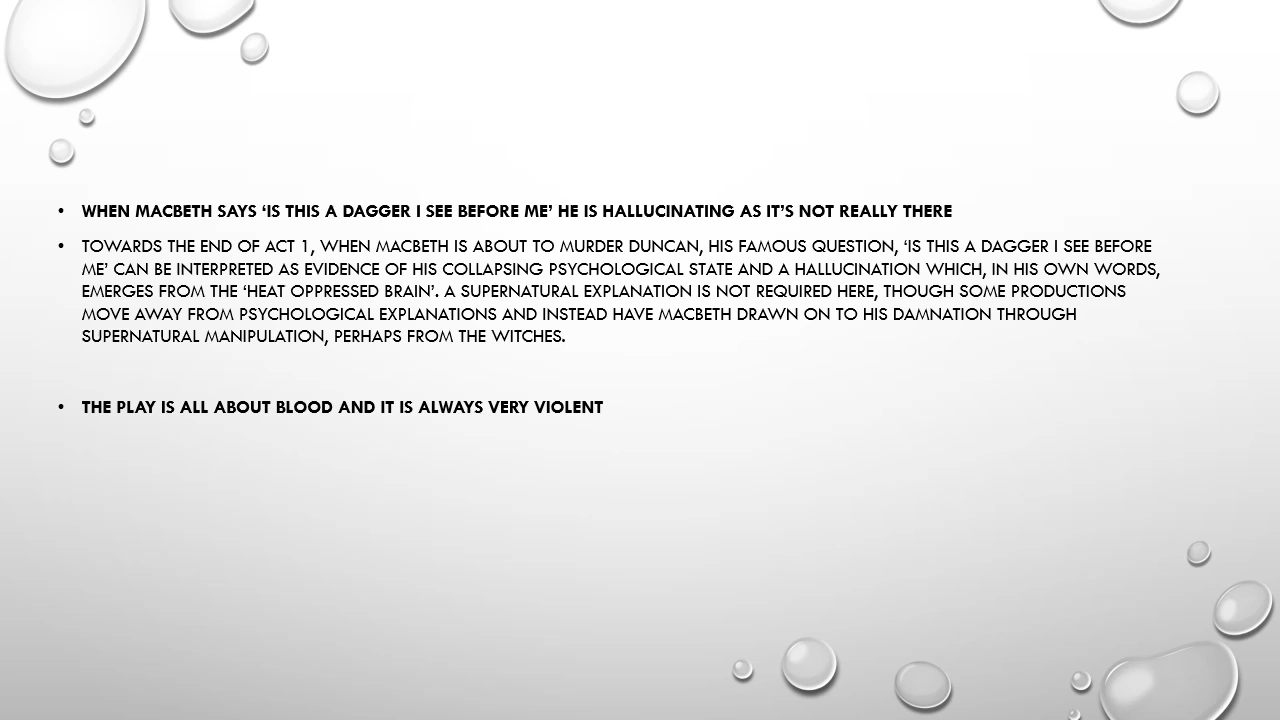 • WHEN MACBETH SAYS ‘IS THIS A DAGGER I SEE BEFORE ME’ HE IS HALLUCINATING AS IT’S NOT REALLY THERE
• TOWARDS THE END OF ACT 1, WHEN MACBETH IS ABOUT TO MURDER DUNCAN, HIS FAMOUS QUESTION, ‘IS THIS A DAGGER I SEE BEFORE
ME’ CAN BE INTERPRETED AS EVIDENCE OF HIS COLLAPSING PSYCHOLOGICAL STATE AND A HALLUCINATION WHICH, IN HIS OWN WORDS,
EMERGES FROM THE ‘HEAT OPPRESSED BRAIN’. A SUPERNATURAL EXPLANATION IS NOT REQUIRED HERE, THOUGH SOME PRODUCTIONS
MOVE AWAY FROM PSYCHOLOGICAL EXPLANATIONS AND INSTEAD HAVE MACBETH DRAWN ON TO HIS DAMNATION THROUGH
SUPERNATURAL MANIPULATION, PERHAPS FROM THE WITCHES.
• THE PLAY IS ALL ABOUT BLOOD AND IT IS ALWAYS VERY VIOLENT